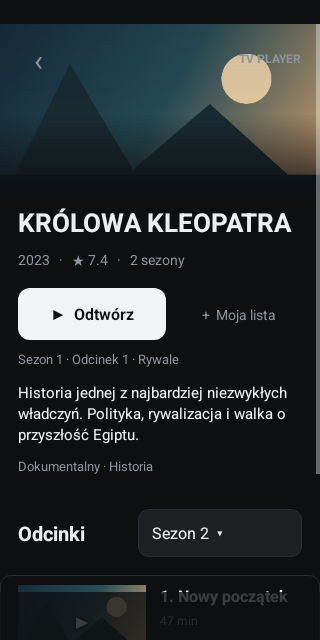 ‹
TV PLAYER
KRÓLOWA KLEOPATRA
2023 · ★ 7.4 · 2 sezony
▶ Odtwórz
+ Moja lista
Sezon 1 · Odcinek 1 · Rywale
Historia jednej z najbardziej niezwykłych
władczyń. Polityka, rywalizacja i walka o
przyszłość Egiptu.
Dokumentalny · Historia
Odcinki
Sezon 2 ▾
1. Nowy początek
47 min